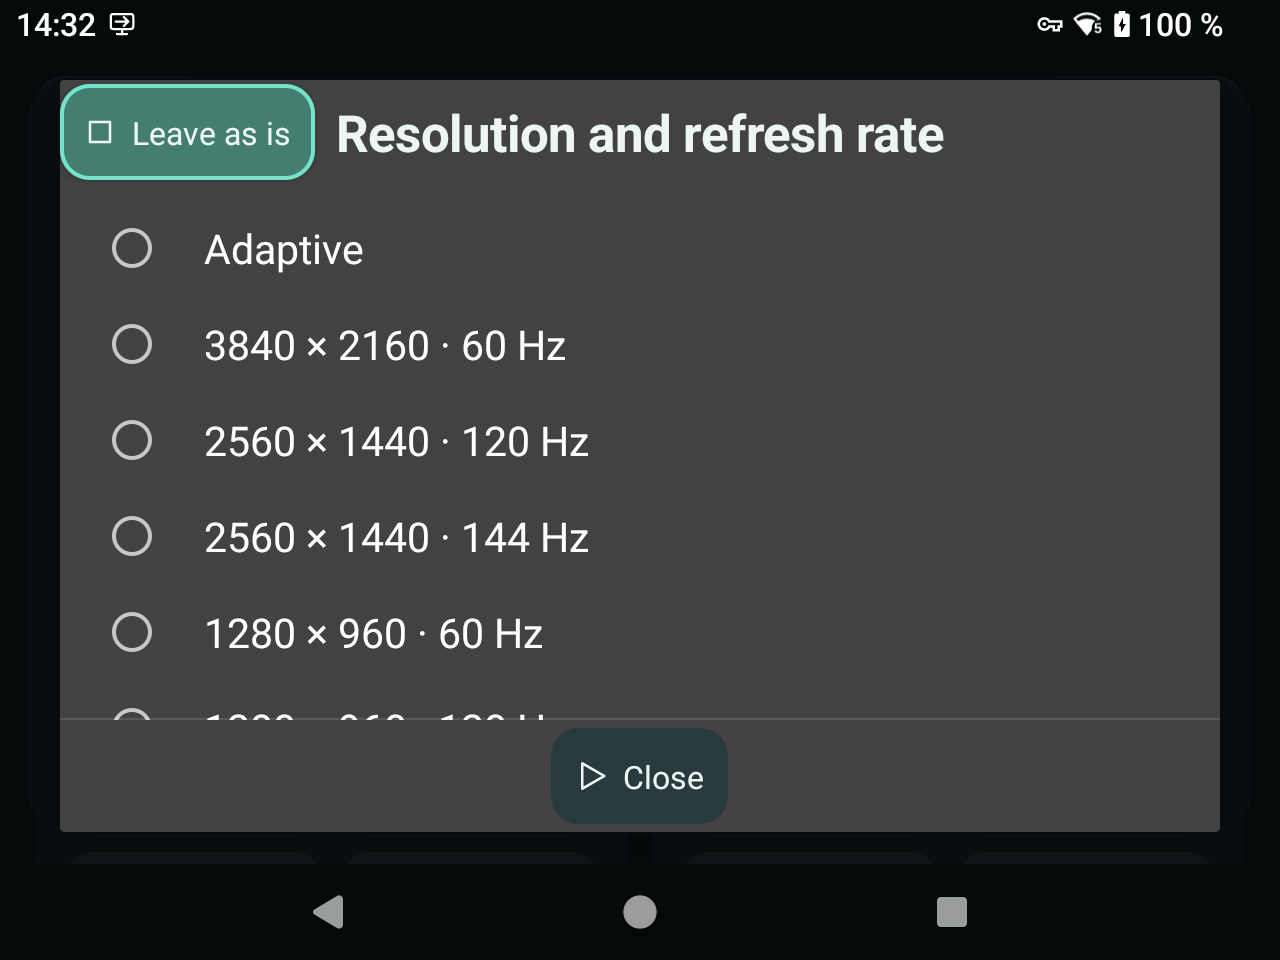 14:32
5
100 %
Leave as is
Resolution and refresh rate
Adaptive
3840 × 2160 · 60 Hz
2560 × 1440 · 120 Hz
2560 × 1440 · 144 Hz
1280 × 960 · 60 Hz
Close